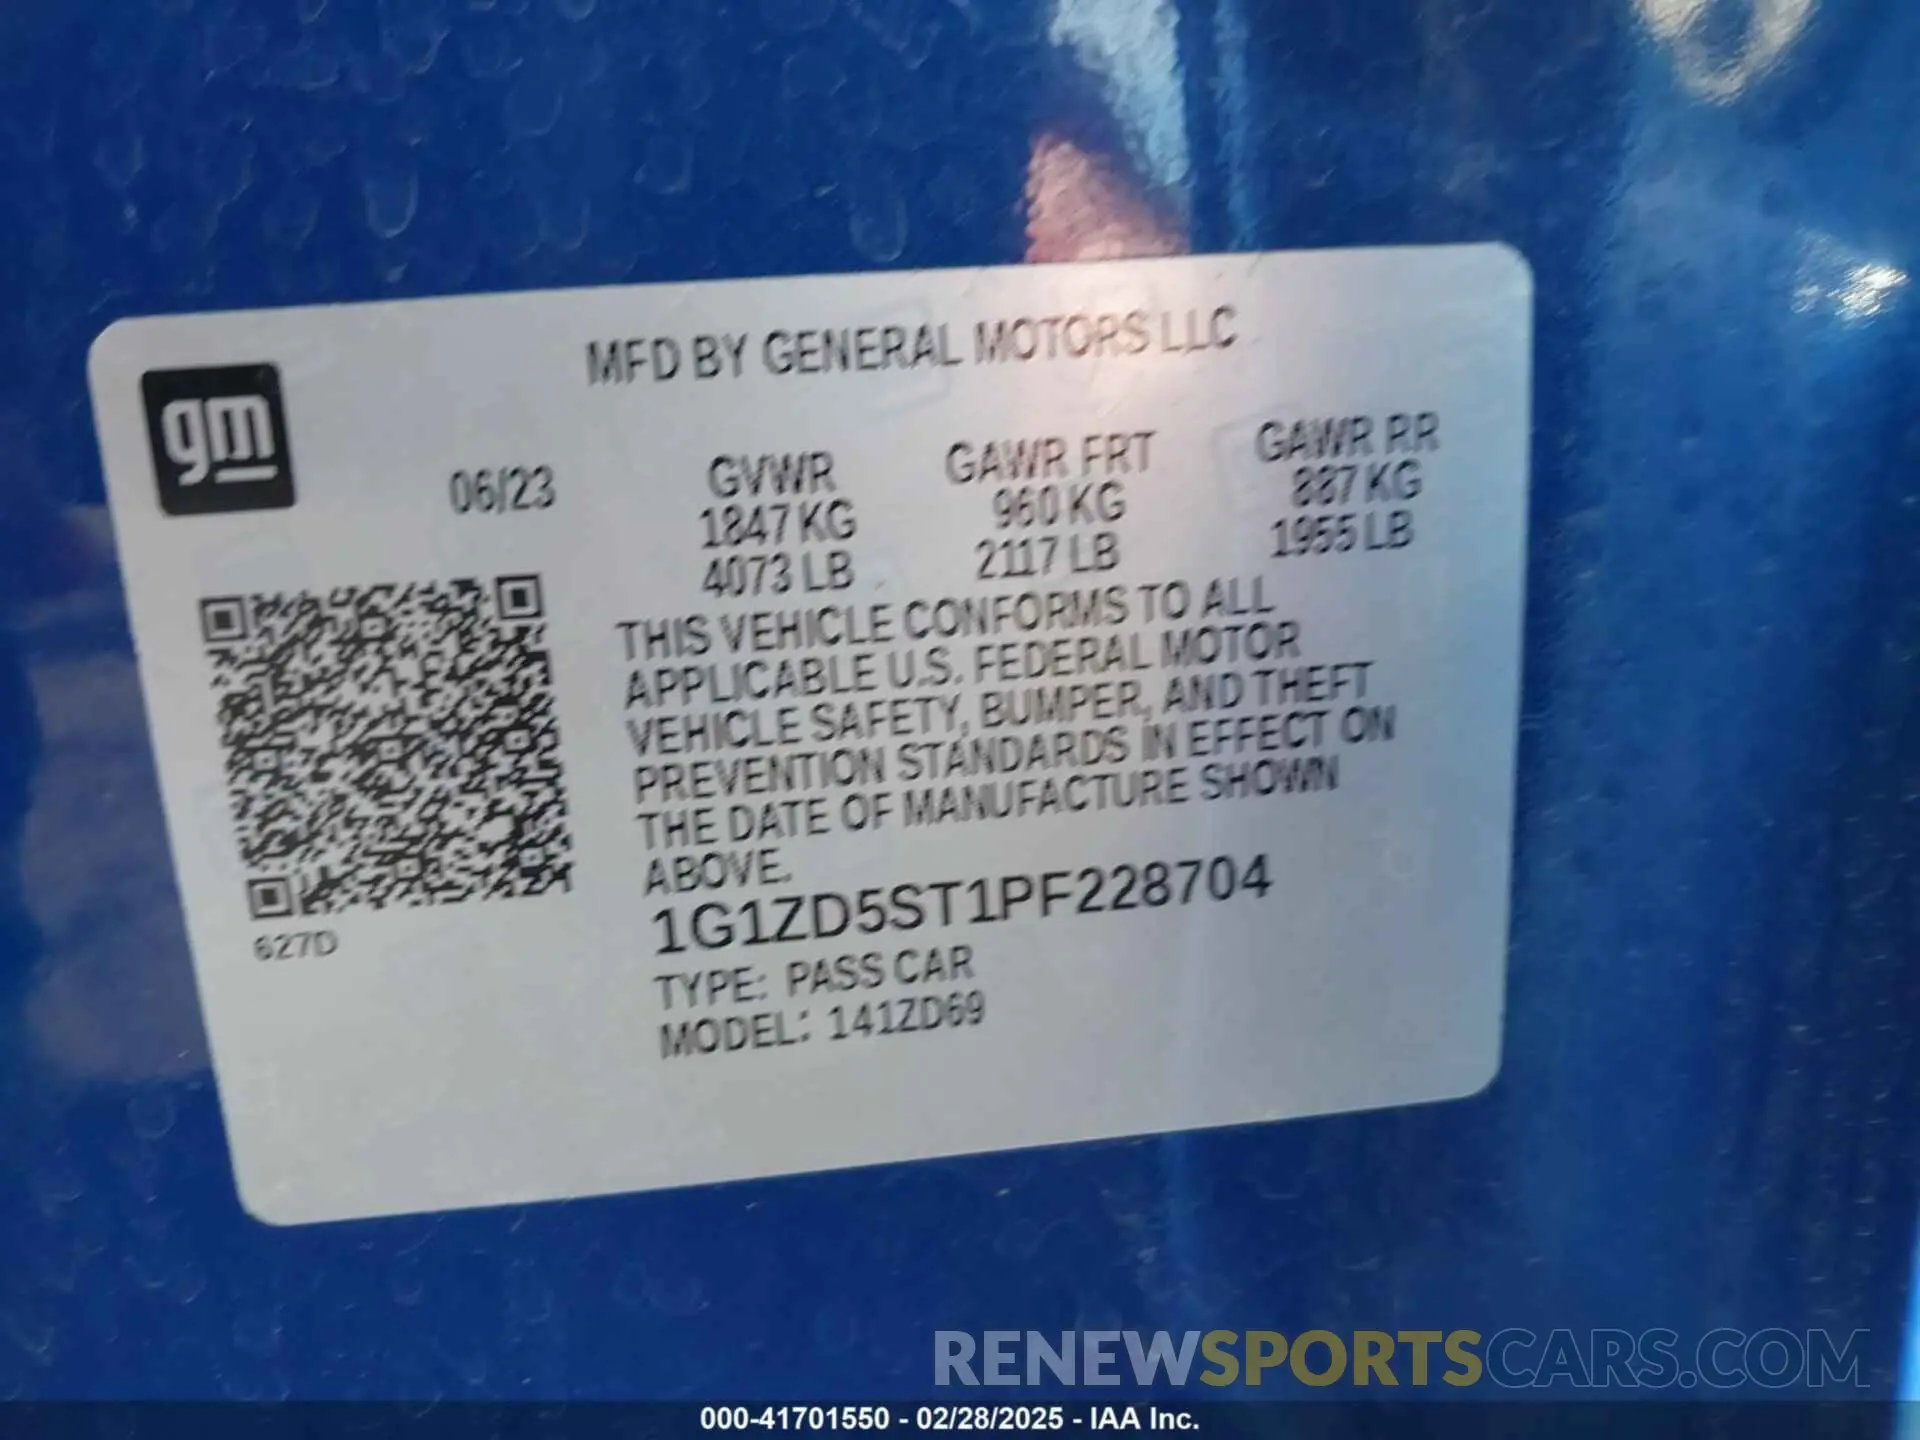 MFD BY GENERAL MOTORS LLC
gm
06/23
GVWR GAWR FRT GAWR RR
1847 KG 960 KG 887 KG
4073 LB 2117 LB 1955 LB
THIS VEHICLE CONFORMS TO ALL
APPLICABLE U.S. FEDERAL MOTOR
VEHICLE SAFETY, BUMPER, AND THEFT
PREVENTION STANDARDS IN EFFECT ON
THE DATE OF MANUFACTURE SHOWN
ABOVE.
1G1ZD5ST1PF228704
627D
TYPE: PASS CAR
MODEL: 141ZD69
RENEWSPORTSCARS.COM
000-41701550 - 02/28/2025 - IAA Inc.